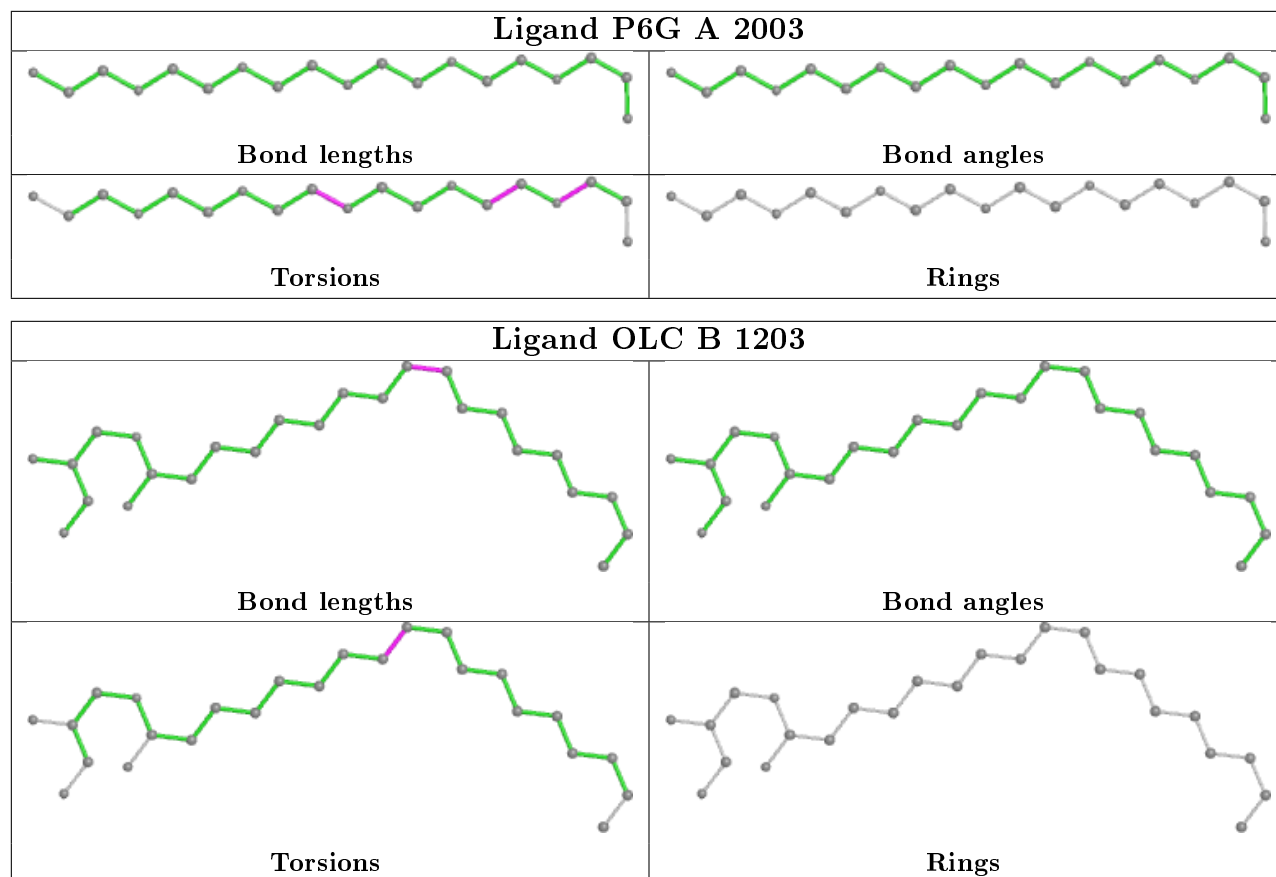 Ligand P6G A 2003
Bond lengths
Bond angles
Torsions
Rings
Ligand OLC B 1203
Bond lengths
Bond angles
Torsions
Rings